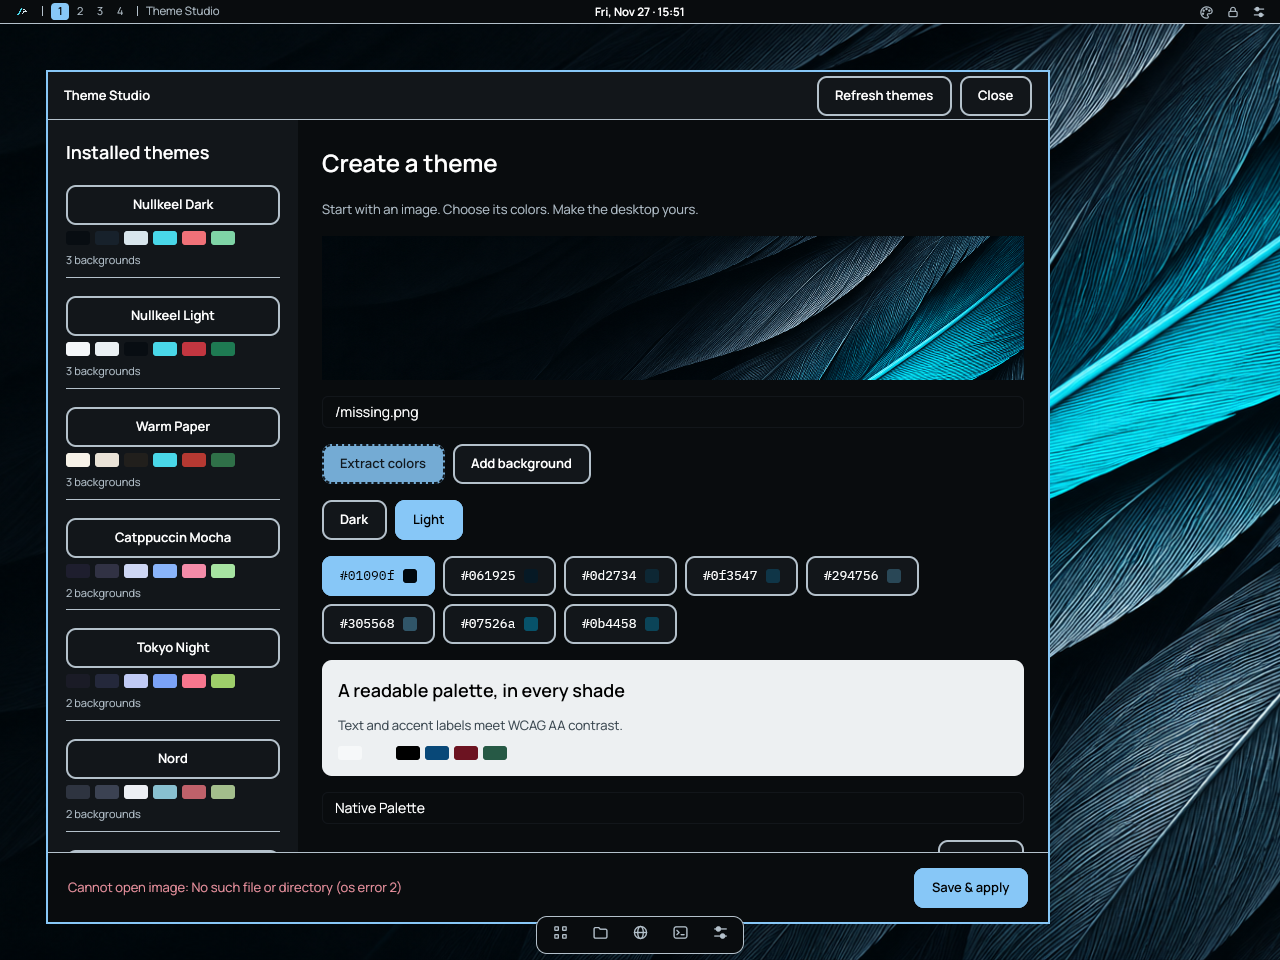 1 2 3 4 Theme Studio
Fri, Nov 27 · 15:51
Theme Studio
Refresh themes
Close
Installed themes
Nullkeel Dark
3 backgrounds
Nullkeel Light
3 backgrounds
Warm Paper
3 backgrounds
Catppuccin Mocha
2 backgrounds
Tokyo Night
2 backgrounds
Nord
2 backgrounds
Create a theme
Start with an image. Choose its colors. Make the desktop yours.
/missing.png
Extract colors
Add background
Dark
Light
#01090f
#061925
#0d2734
#0f3547
#294756
#305568
#07526a
#0b4458
A readable palette, in every shade
Text and accent labels meet WCAG AA contrast.
Native Palette
Cannot open image: No such file or directory (os error 2)
Save & apply